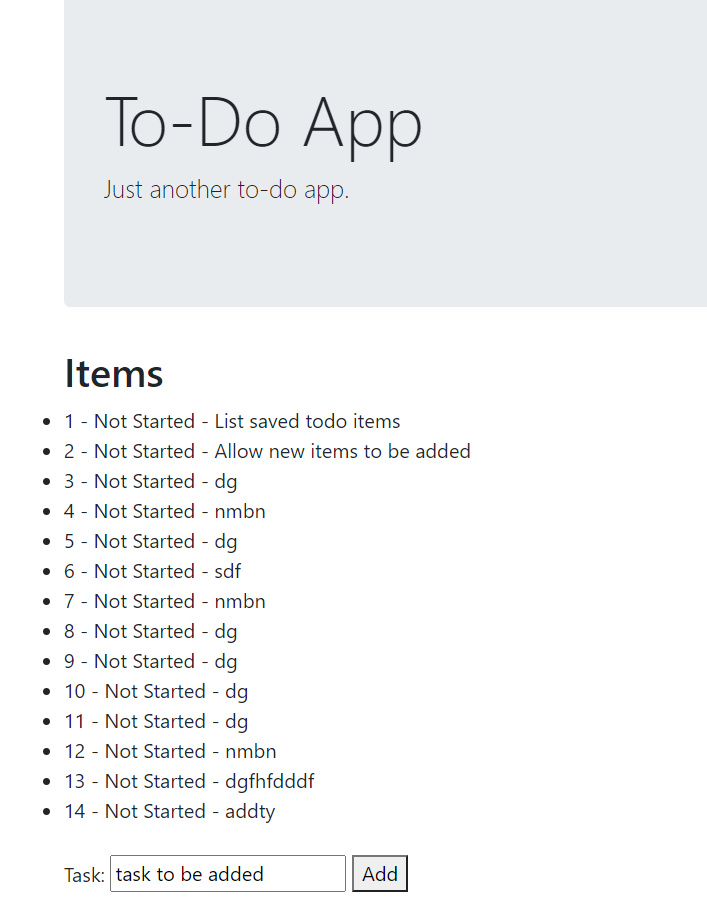 To-Do App
Just another to-do app.
Items
1 - Not Started - List saved todo items
2 - Not Started - Allow new items to be added
3 - Not Started - dg
4 - Not Started - nmbn
5 - Not Started - dg
6 - Not Started - sdf
7 - Not Started - nmbn
8 - Not Started - dg
9 - Not Started - dg
10 - Not Started - dg
11 - Not Started - dg
12 - Not Started - nmbn
13 - Not Started - dgfhfdddf
14 - Not Started - addty
Task: task to be added Add